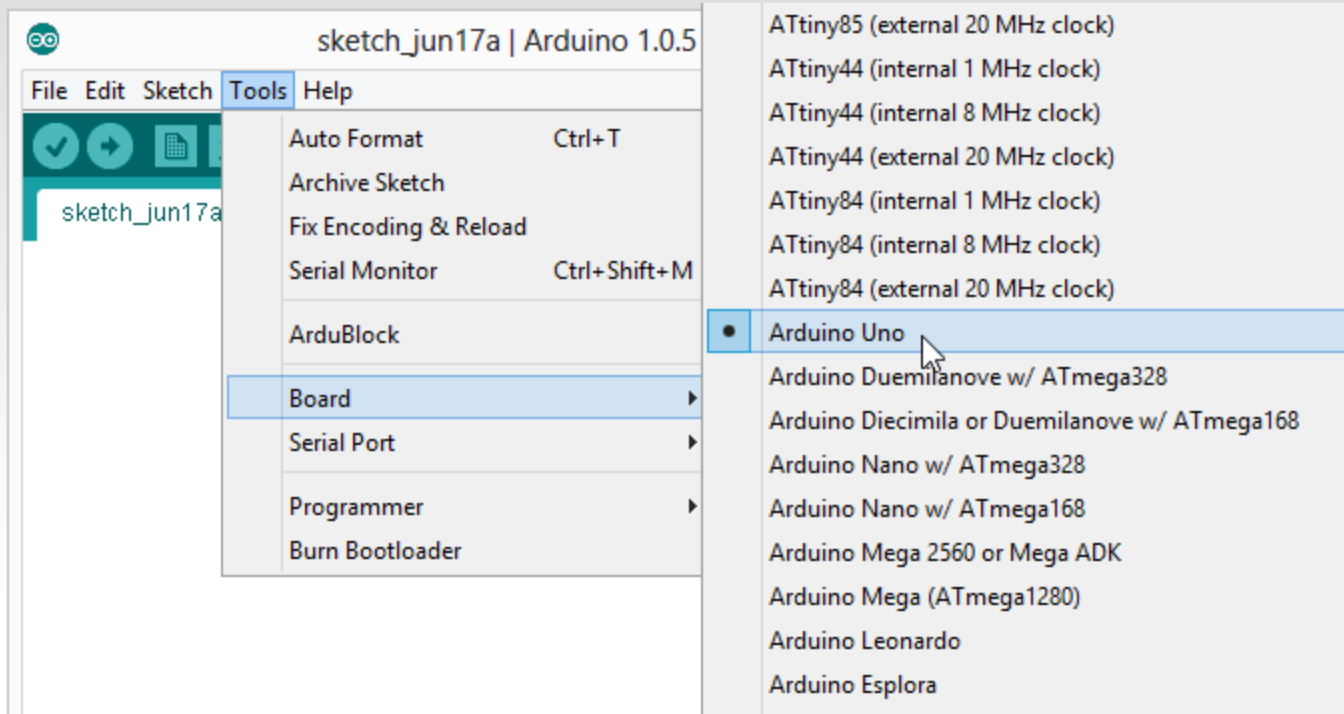 sketch_jun17a | Arduino 1.0.5
File Edit Sketch Tools Help
sketch_jun17a
Auto Format Ctrl+T
Archive Sketch
Fix Encoding & Reload
Serial Monitor Ctrl+Shift+M
ArduBlock
Board
Serial Port
Programmer
Burn Bootloader
ATtiny85 (external 20 MHz clock)
ATtiny44 (internal 1 MHz clock)
ATtiny44 (internal 8 MHz clock)
ATtiny44 (external 20 MHz clock)
ATtiny84 (internal 1 MHz clock)
ATtiny84 (internal 8 MHz clock)
ATtiny84 (external 20 MHz clock)
Arduino Uno
Arduino Duemilanove w/ ATmega328
Arduino Diecimila or Duemilanove w/ ATmega168
Arduino Nano w/ ATmega328
Arduino Nano w/ ATmega168
Arduino Mega 2560 or Mega ADK
Arduino Mega (ATmega1280)
Arduino Leonardo
Arduino Esplora